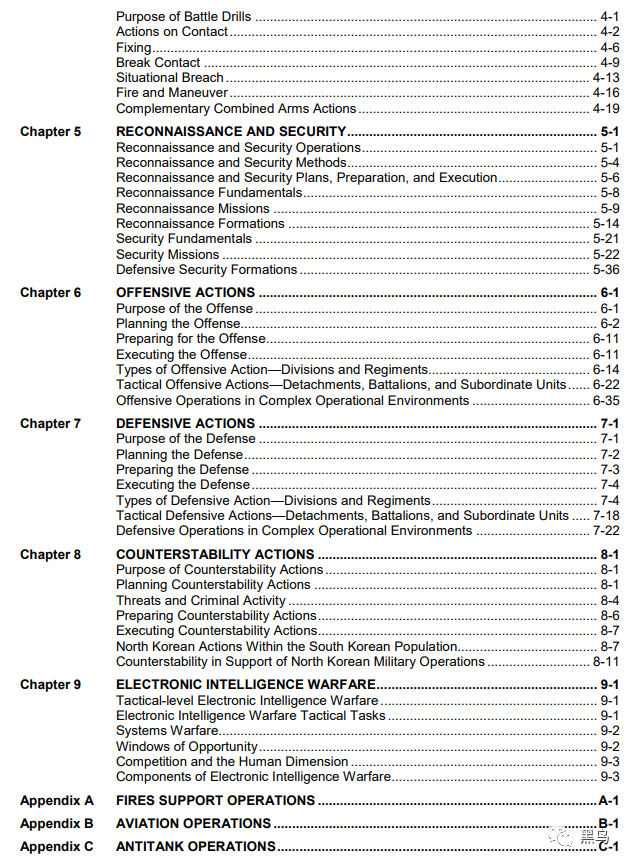 Purpose of Battle Drills ........ 4-1
Actions on Contact ........ 4-2
Fixing ........ 4-6
Break Contact ........ 4-9
Situational Breach ........ 4-13
Fire and Maneuver ........ 4-16
Complementary Combined Arms Actions ........ 4-19
Chapter 5 RECONNAISSANCE AND SECURITY ........ 5-1
Reconnaissance and Security Operations ........ 5-1
Reconnaissance and Security Methods ........ 5-4
Reconnaissance and Security Plans, Preparation, and Execution ........ 5-6
Reconnaissance Fundamentals ........ 5-8
Reconnaissance Missions ........ 5-9
Reconnaissance Formations ........ 5-14
Security Fundamentals ........ 5-21
Security Missions ........ 5-22
Defensive Security Formations ........ 5-36
Chapter 6 OFFENSIVE ACTIONS ........ 6-1
Purpose of the Offense ........ 6-1
Planning the Offense ........ 6-2
Preparing for the Offense ........ 6-11
Executing the Offense ........ 6-11
Types of Offensive Action—Divisions and Regiments ........ 6-14
Tactical Offensive Actions—Detachments, Battalions, and Subordinate Units ...... 6-22
Offensive Operations in Complex Operational Environments ........ 6-35
Chapter 7 DEFENSIVE ACTIONS ........ 7-1
Purpose of the Defense ........ 7-1
Planning the Defense ........ 7-2
Preparing the Defense ........ 7-3
Executing the Defense ........ 7-4
Types of Defensive Action—Divisions and Regiments ........ 7-4
Tactical Defensive Actions—Detachments, Battalions, and Subordinate Units ..... 7-18
Defensive Operations in Complex Operational Environments ........ 7-22
Chapter 8 COUNTERSTABILITY ACTIONS ........ 8-1
Purpose of Counterstability Actions ........ 8-1
Planning Counterstability Actions ........ 8-1
Threats and Criminal Activity ........ 8-4
Preparing Counterstability Actions ........ 8-6
Executing Counterstability Actions ........ 8-7
North Korean Actions Within the South Korean Population ........ 8-7
Counterstability in Support of North Korean Military Operations ........ 8-11
Chapter 9 ELECTRONIC INTELLIGENCE WARFARE ........ 9-1
Tactical-level Electronic Intelligence Warfare ........ 9-1
Electronic Intelligence Warfare Tactical Tasks ........ 9-1
Systems Warfare ........ 9-2
Windows of Opportunity ........ 9-2
Competition and the Human Dimension ........ 9-3
Components of Electronic Intelligence Warfare ........ 9-3
Appendix A FIRES SUPPORT OPERATIONS ........ A-1
Appendix B AVIATION OPERATIONS ........ B-1
黑鸟
Appendix C ANTITANK OPERATIONS ........ C-1